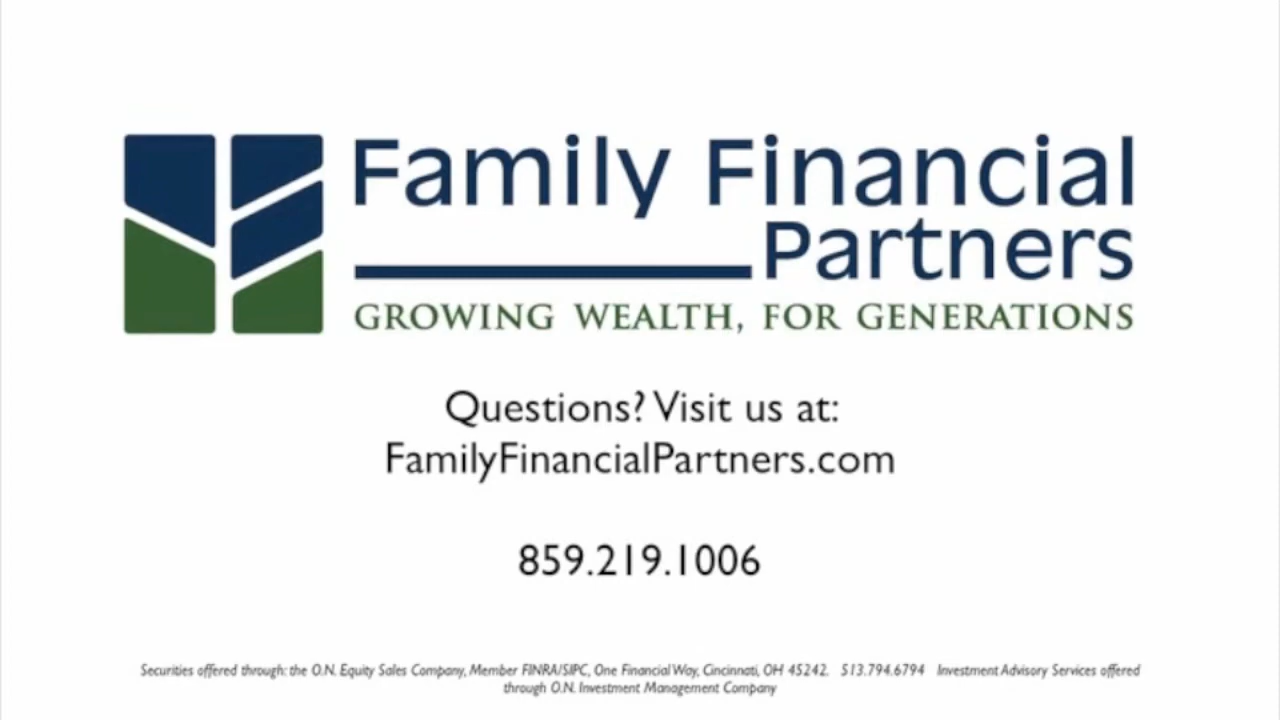 Family Financial
Partners
GROWING WEALTH, FOR GENERATIONS
Questions? Visit us at:
FamilyFinancialPartners.com
859.219.1006
Securities offered through: the O.N. Equity Sales Company, Member FINRA/SIPC, One Financial Way, Cincinnati, OH 45242. 513.794.6794 Investment Advisory Services offered
through O.N. Investment Management Company